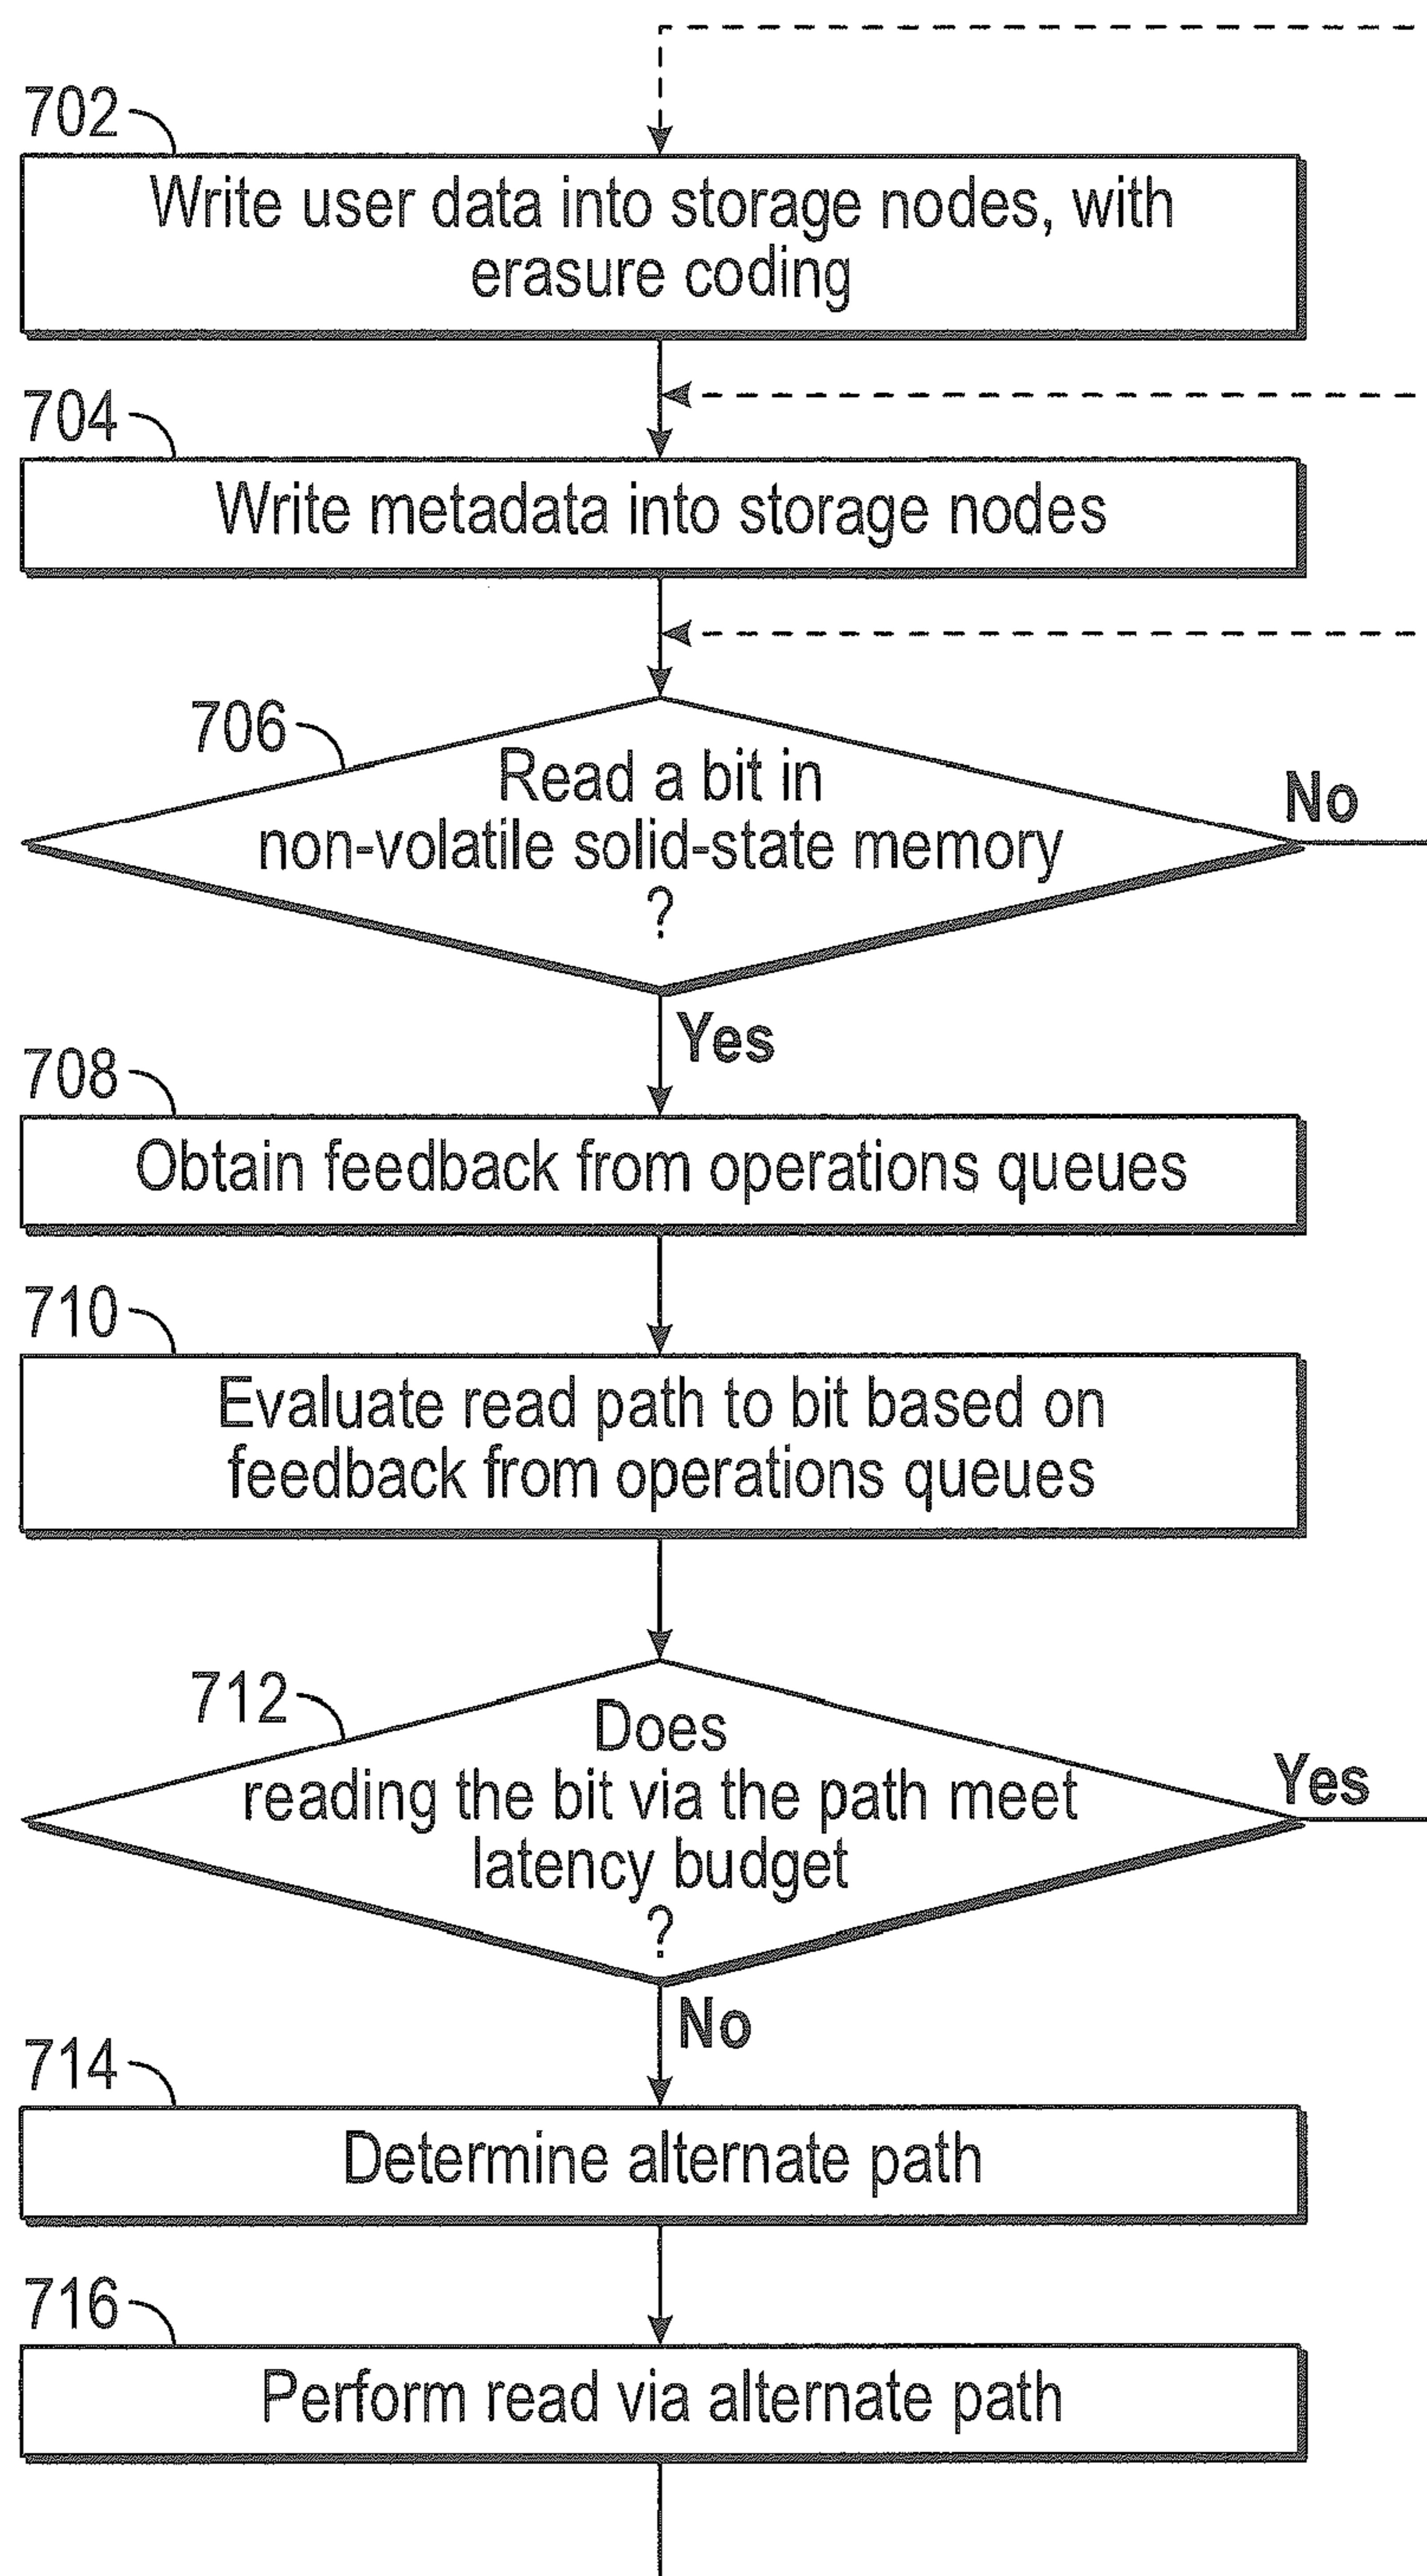 702
Write user data into storage nodes, with
erasure coding
704
Write metadata into storage nodes
706
Read a bit in
non-volatile solid-state memory
?
No
Yes
708
Obtain feedback from operations queues
710
Evaluate read path to bit based on
feedback from operations queues
712
Does
reading the bit via the path meet
latency budget
?
Yes
No
714
Determine alternate path
716
Perform read via alternate path